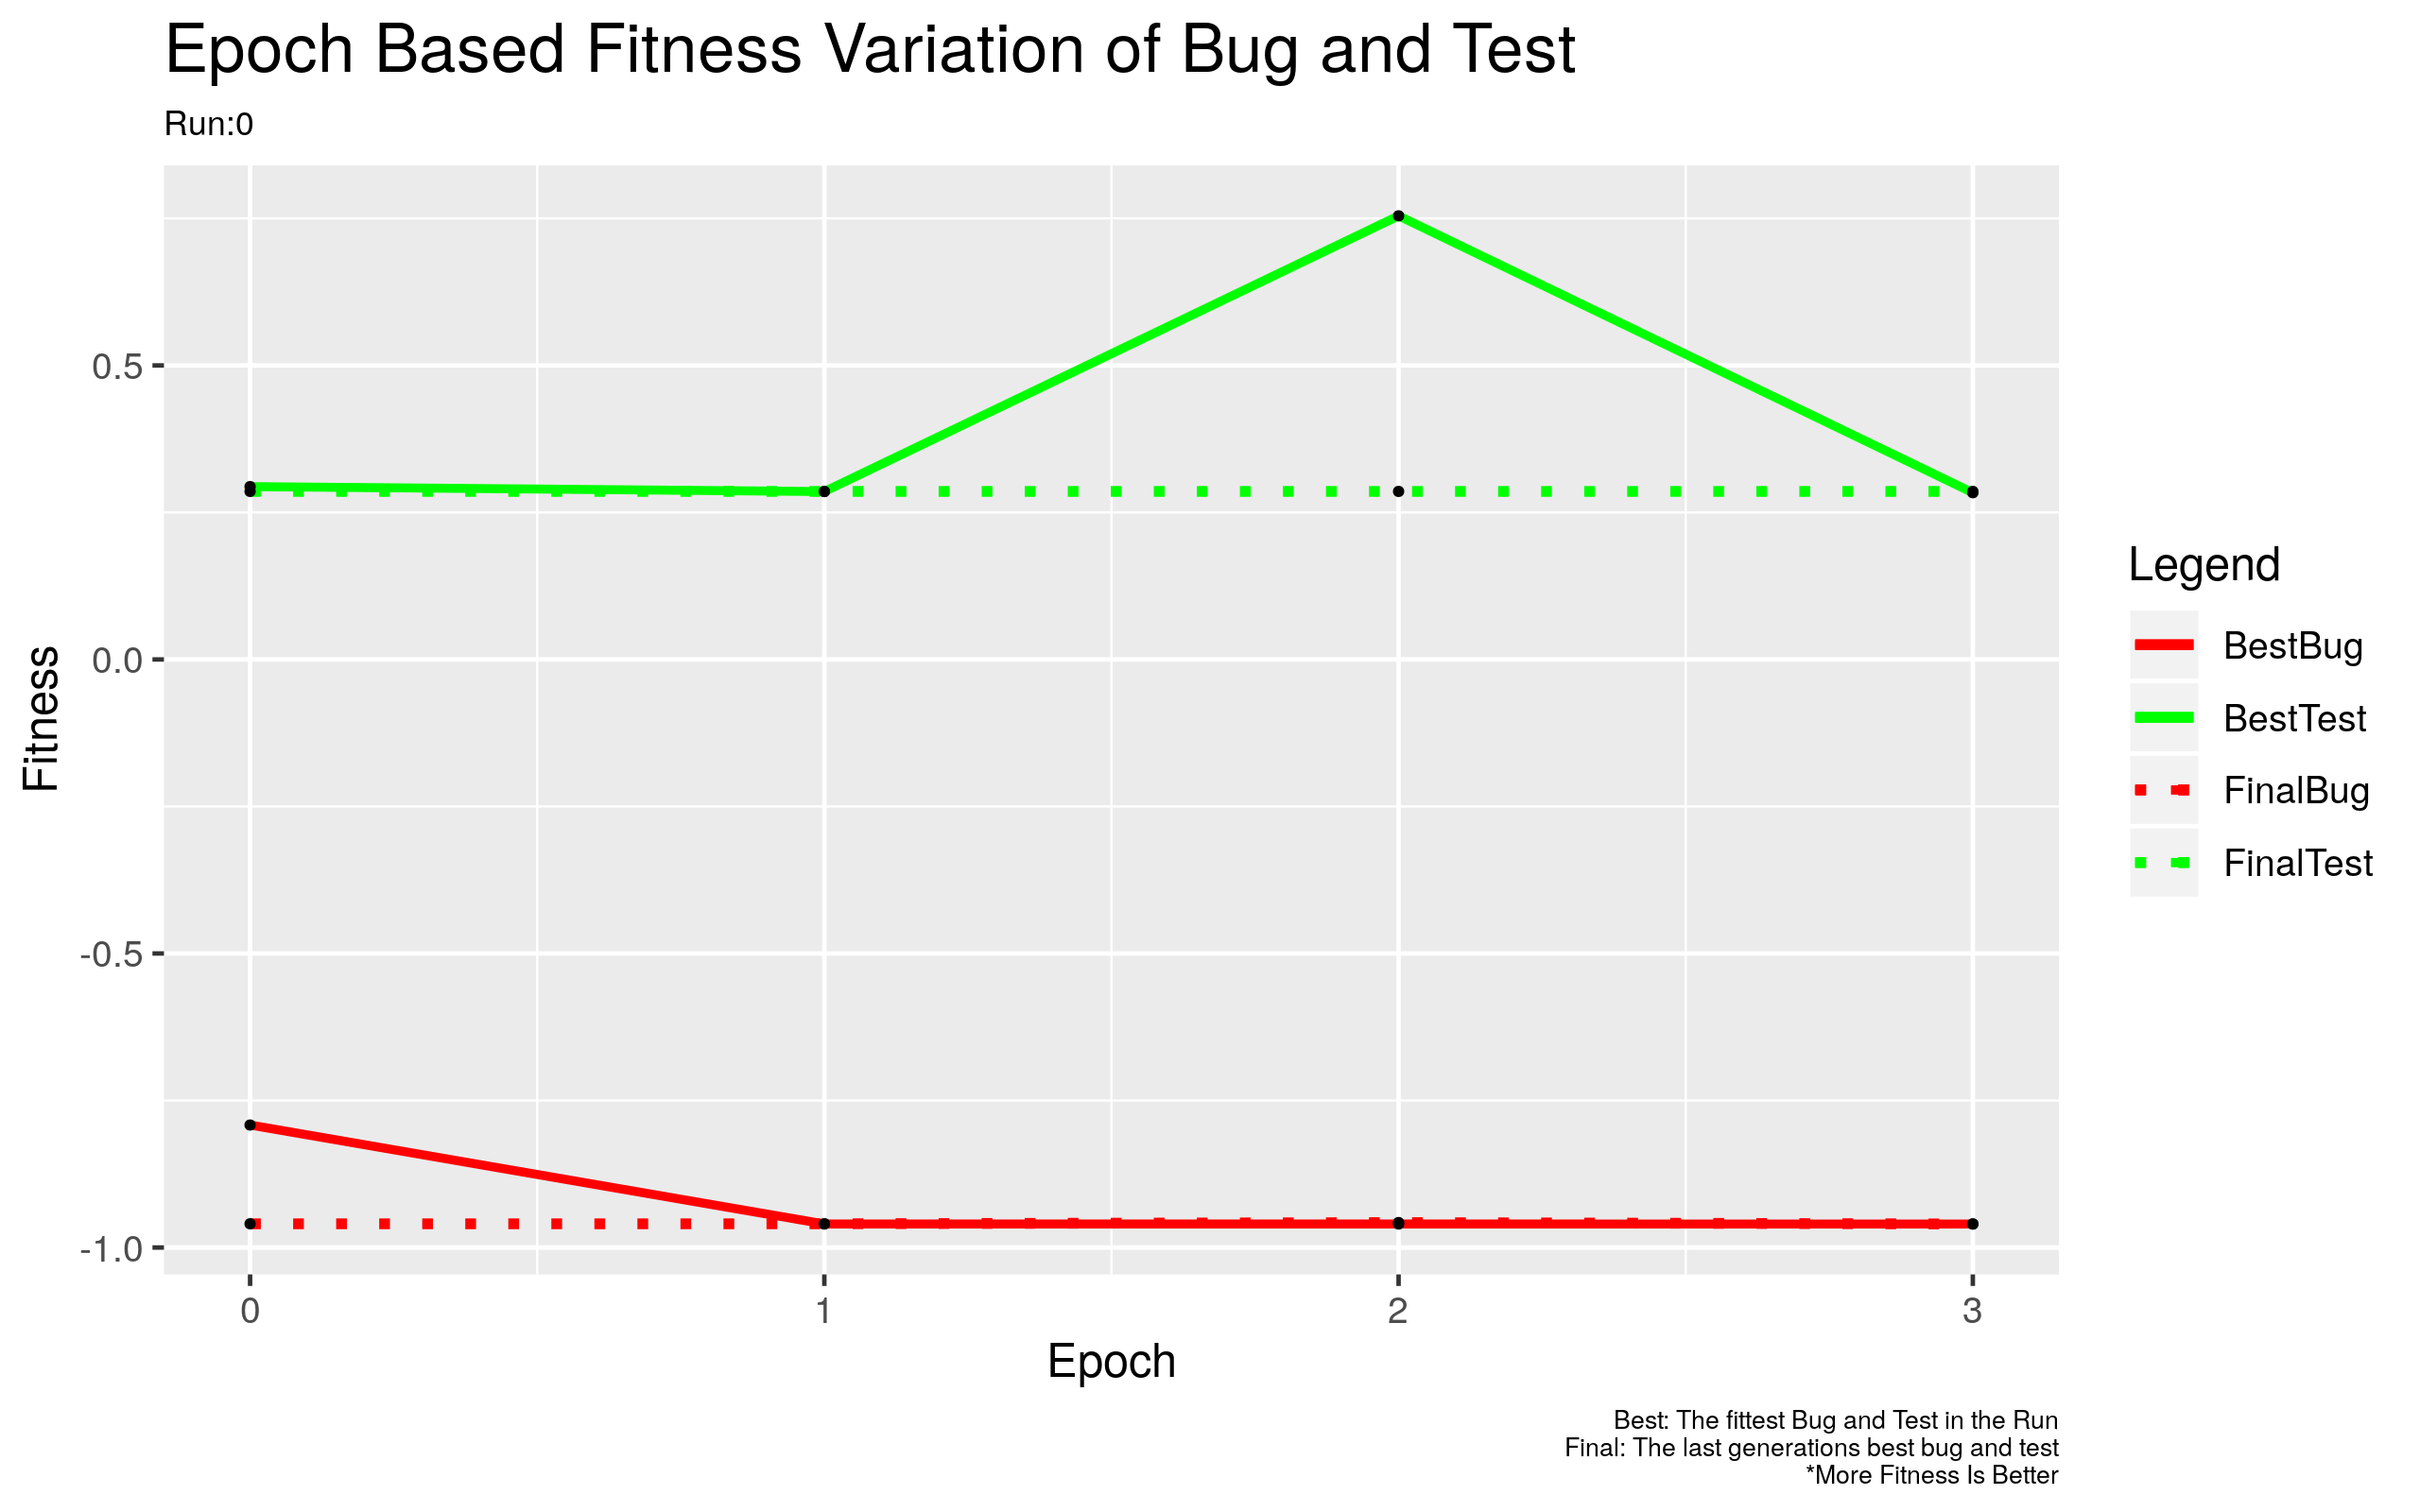 Epoch Based Fitness Variation of Bug and Test
Run:0
Fitness
0.5
0.0
-0.5
-1.0
0
1
2
3
Epoch
Legend
BestBug
BestTest
FinalBug
FinalTest
Best: The fittest Bug and Test in the Run
Final: The last generations best bug and test
*More Fitness Is Better